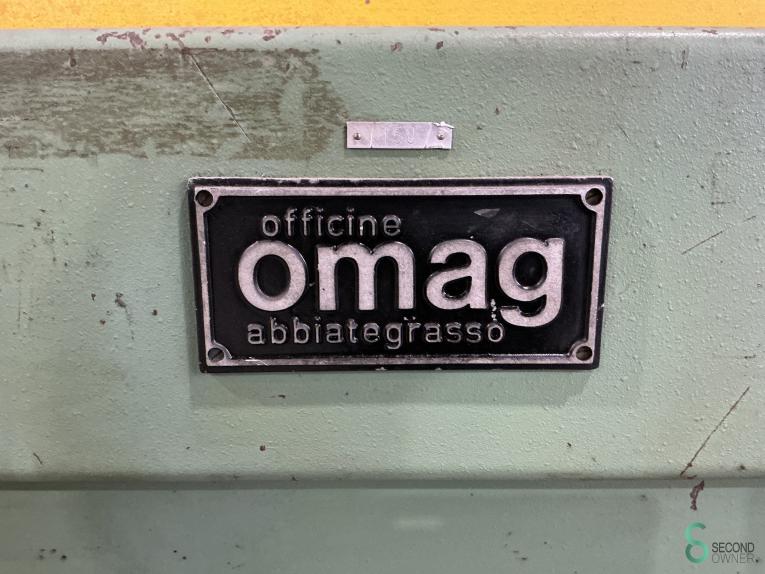 officine
omag
abbiategrasso
SECOND
OWNER.